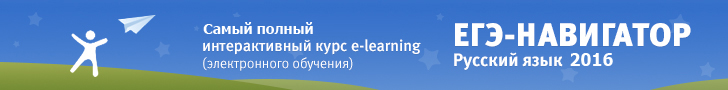 Самый полный
интерактивный курс e-learning
(электронного обучения)
ЕГЭ-НАВИГАТОР
Русский язык 2016